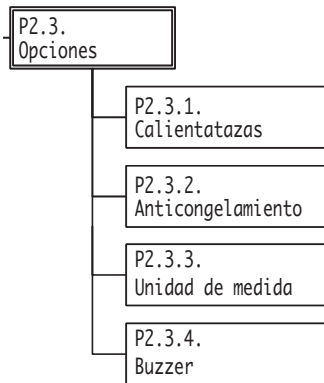 P2.3.
Opciones
P2.3.1.
Calientatazas
P2.3.2.
Anticongelamiento
P2.3.3.
Unidad de medida
P2.3.4.
Buzzer